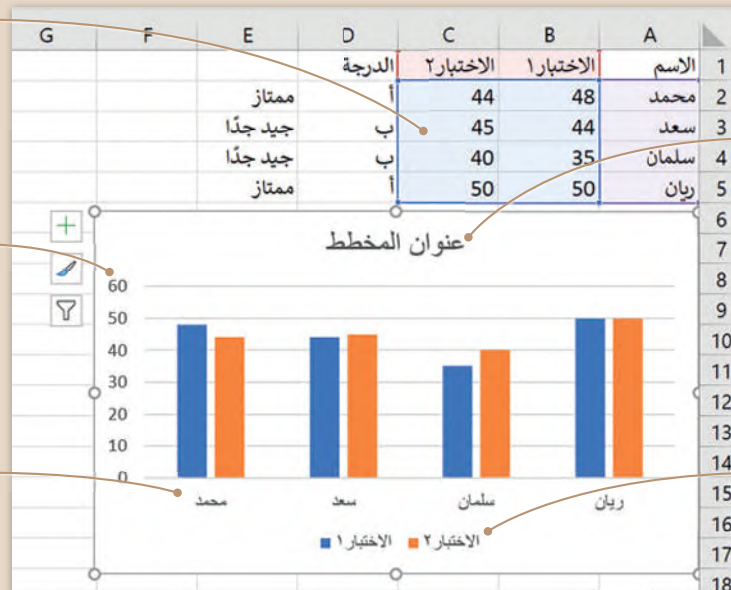 G F E D C B A
الاسم الاختبار١ الاختبار٢ الدرجة 1
محمد 48 44 أ ممتاز 2
سعد 44 45 ب جيد جدًا 3
سلمان 35 40 ب جيد جدًا 4
ريان 50 50 أ ممتاز 5
6
عنوان المخطط 7
8
60
9
50
10
40
11
30
12
20
13
10
14
0
محمد سعد سلمان ريان 15
16
الاختبار١ الاختبار٢
17
18